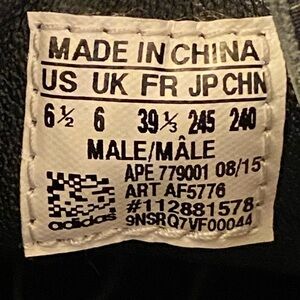 MADE IN CHINA
US UK FR JP CHN
6½ 6 39⅓ 245 240
MALE/MÂLE
APE 779001 08/15
ART AF5776
#112881578-
9NSRQ7VF00044
adidas